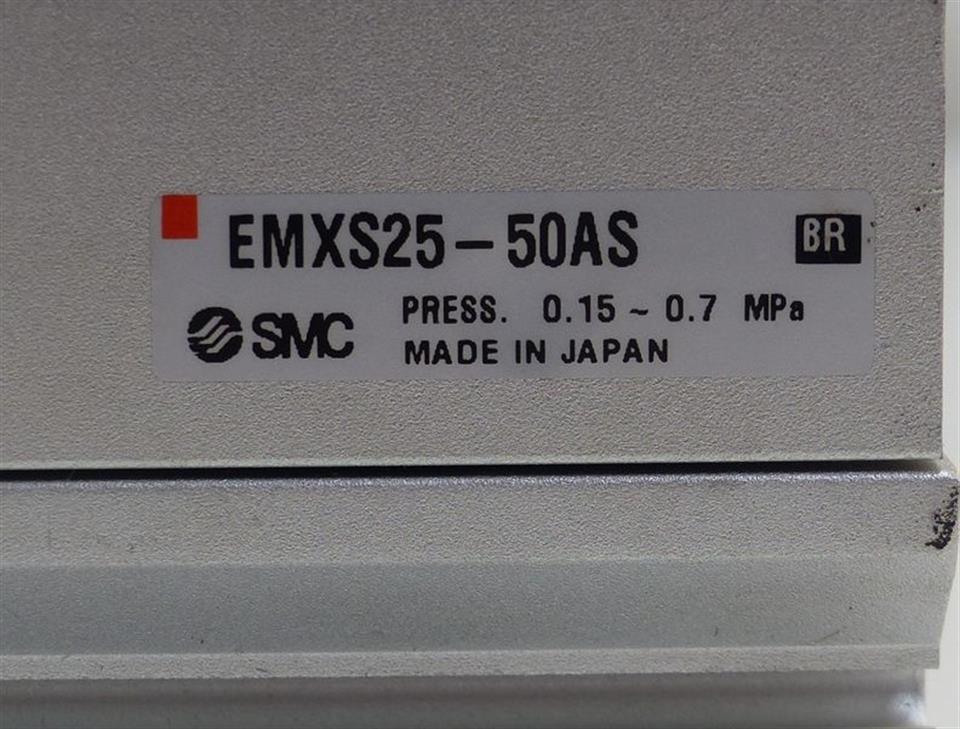 EMXS25-50AS BR
SMC PRESS. 0.15 ~ 0.7 MPa
MADE IN JAPAN